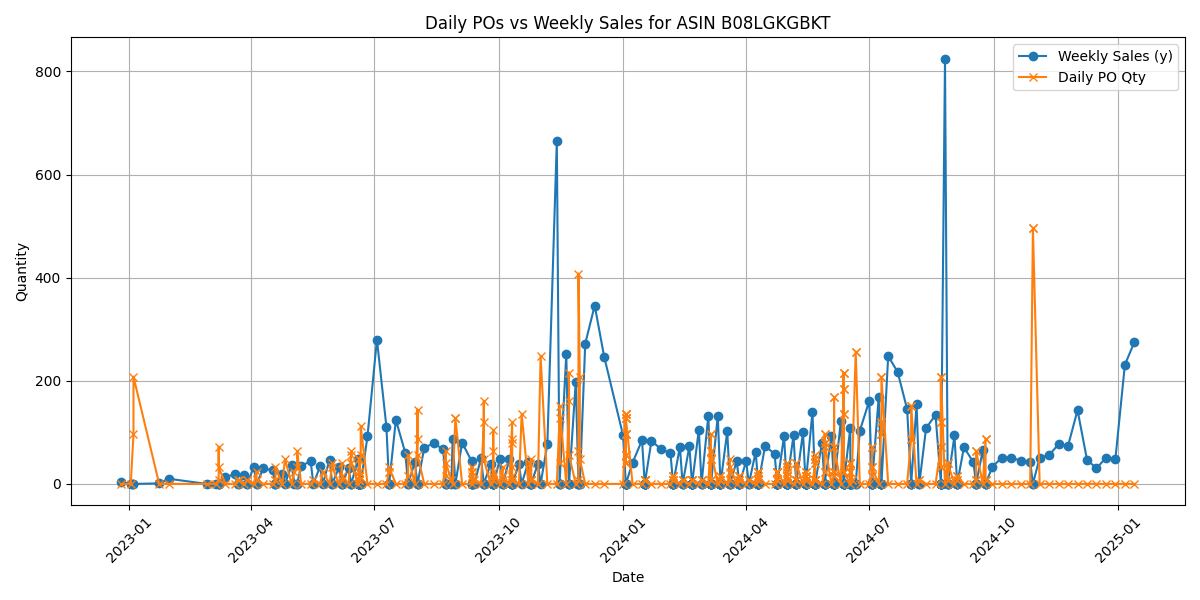 Daily POs vs Weekly Sales for ASIN B08LGKGBKT
Weekly Sales (y)
Daily PO Qty
Quantity
800
600
400
200
0
2023-01
2023-04
2023-07
2023-10
2024-01
2024-04
2024-07
2024-10
2025-01
Date